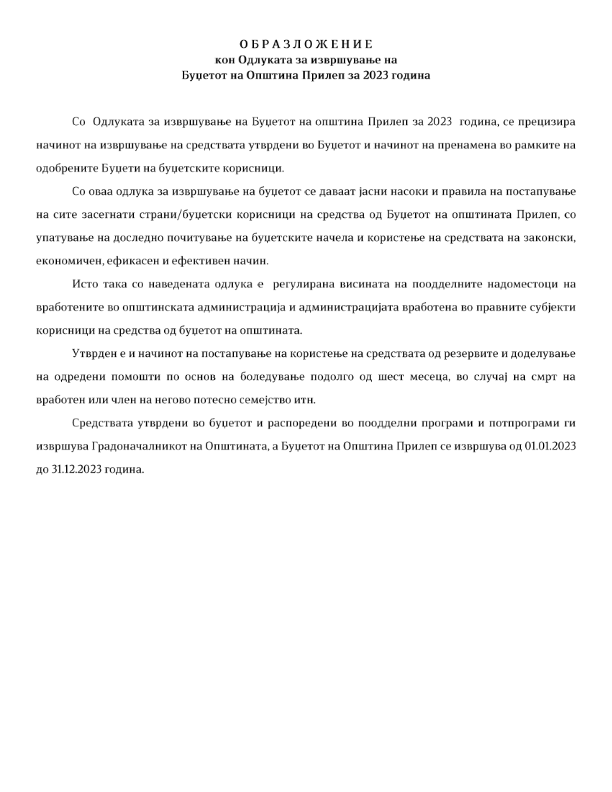 О Б Р А З Л О Ж Е Н И Е
кон Одлуката за извршување на
Буџетот на Општина Прилеп за 2023 година
Со Одлуката за извршување на Буџетот на општина Прилеп за 2023 година, се прецизира
начинот на извршување на средствата утврдени во Буџетот и начинот на пренамена во рамките на
одобрените Буџети на буџетските корисници.
Со оваа одлука за извршување на буџетот се даваат јасни насоки и правила на постапување
на сите засегнати страни/буџетски корисници на средства од Буџетот на општината Прилеп, со
упатување на доследно почитување на буџетските начела и користење на средствата на законски,
економичен, ефикасен и ефективен начин.
Исто така со наведената одлука е регулирана висината на поодделните надоместоци на
вработените во општинската администрација и администрацијата вработена во правните субјекти
корисници на средства од буџетот на општината.
Утврден е и начинот на постапување на користење на средствата од резервите и доделување
на одредени помошти по основ на боледување подолго од шест месеца, во случај на смрт на
вработен или член на негово потесно семејство итн.
Средствата утврдени во буџетот и распоредени во поодделни програми и потпрограми ги
извршува Градоначалникот на Општината, а Буџетот на Општина Прилеп се извршува од 01.01.2023
до 31.12.2023 година.